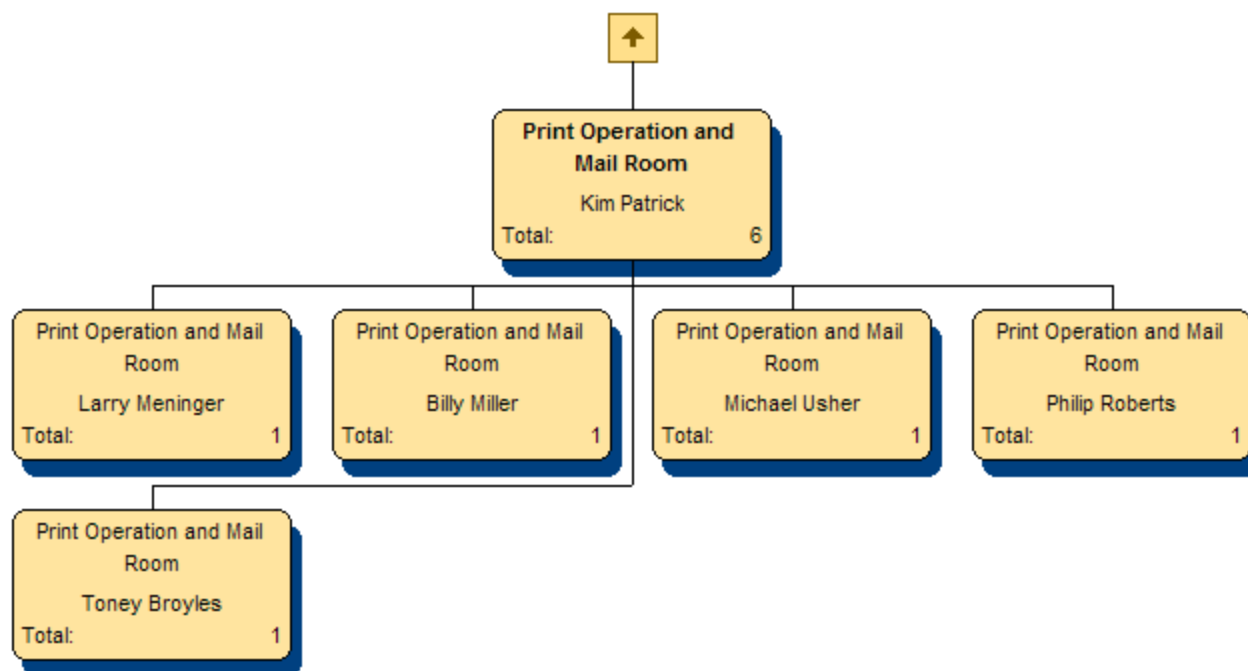 Print Operation and
Mail Room
Kim Patrick
Total: 6
Print Operation and Mail
Room
Larry Meninger
Total: 1
Print Operation and Mail
Room
Billy Miller
Total: 1
Print Operation and Mail
Room
Michael Usher
Total: 1
Print Operation and Mail
Room
Philip Roberts
Total: 1
Print Operation and Mail
Room
Toney Broyles
Total: 1